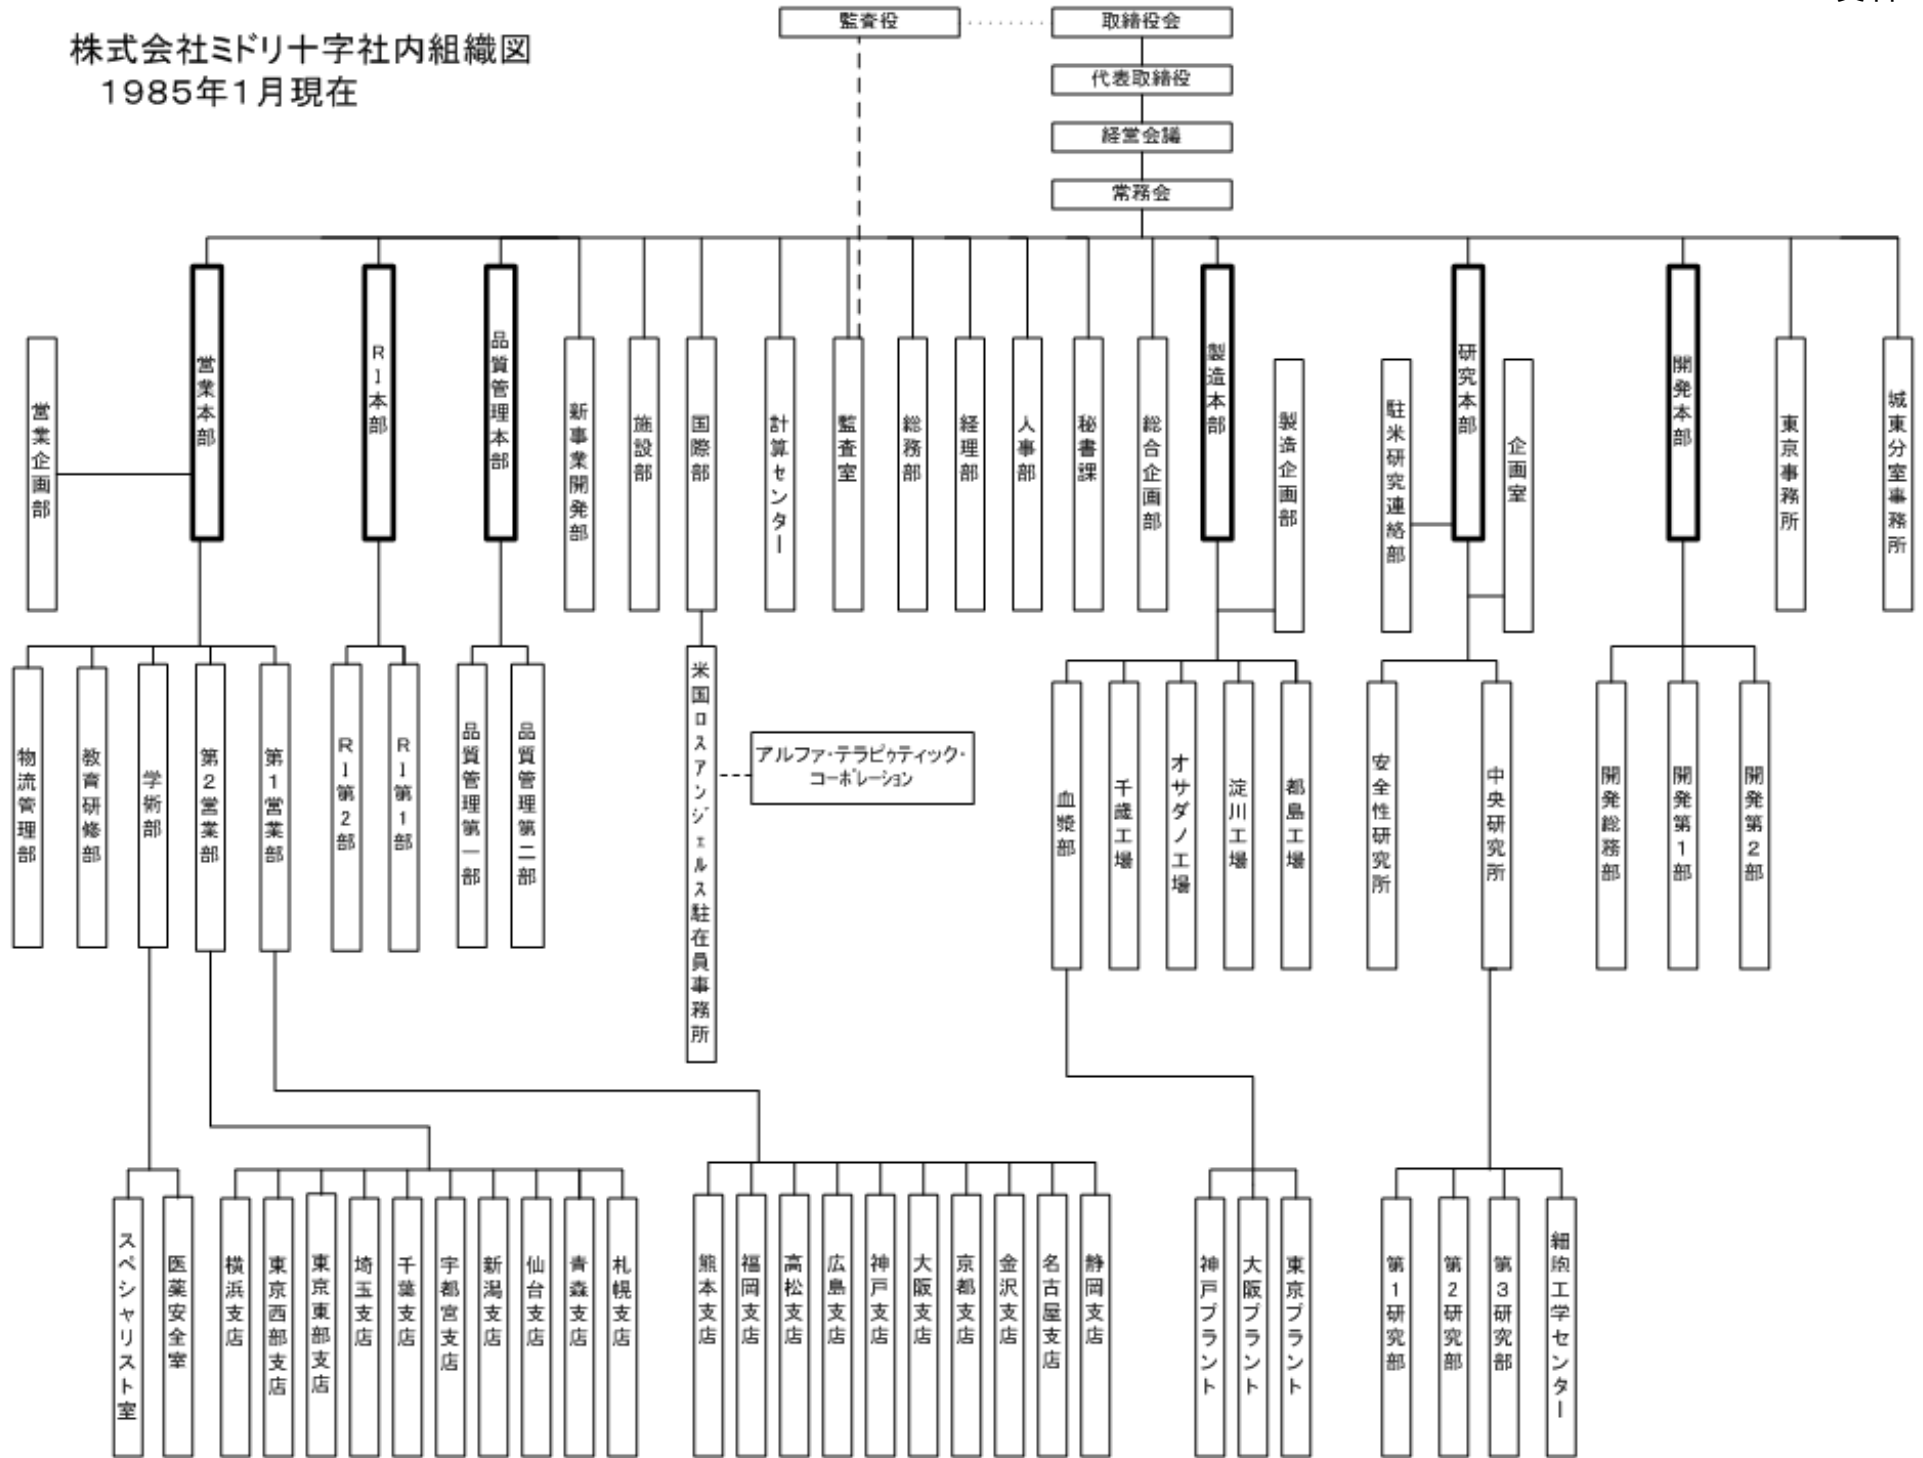 株式会社ミドリ十字社内組織図
1985年1月現在
監査役
取締役会
代表取締役
経営会議
常務会
営業企画部
営業本部
RI本部
品質管理本部
新事業開発部
施設部
国際部
計算センター
監査室
総務部
経理部
人事部
秘書課
総合企画部
製造本部
製造企画部
駐米研究連絡部
研究本部
企画室
開発本部
東京事務所
城東分室事務所
物流管理部
教育研修部
学術部
第2営業部
第1営業部
RI第2部
RI第1部
品質管理第一部
品質管理第二部
米国ロスアンジェルス駐在員事務所
アルファ・テラピゥティック・
コーポレーション
血漿部
千歳工場
オサダノ工場
淀川工場
都島工場
安全性研究所
中央研究所
開発総務部
開発第1部
開発第2部
スペシャリスト室
医薬安全室
横浜支店
東京西部支店
東京東部支店
埼玉支店
千葉支店
宇都宮支店
新潟支店
仙台支店
青森支店
札幌支店
熊本支店
福岡支店
高松支店
広島支店
神戸支店
大阪支店
京都支店
金沢支店
名古屋支店
静岡支店
神戸プラント
大阪プラント
東京プラント
第1研究部
第2研究部
第3研究部
細胞工学センター